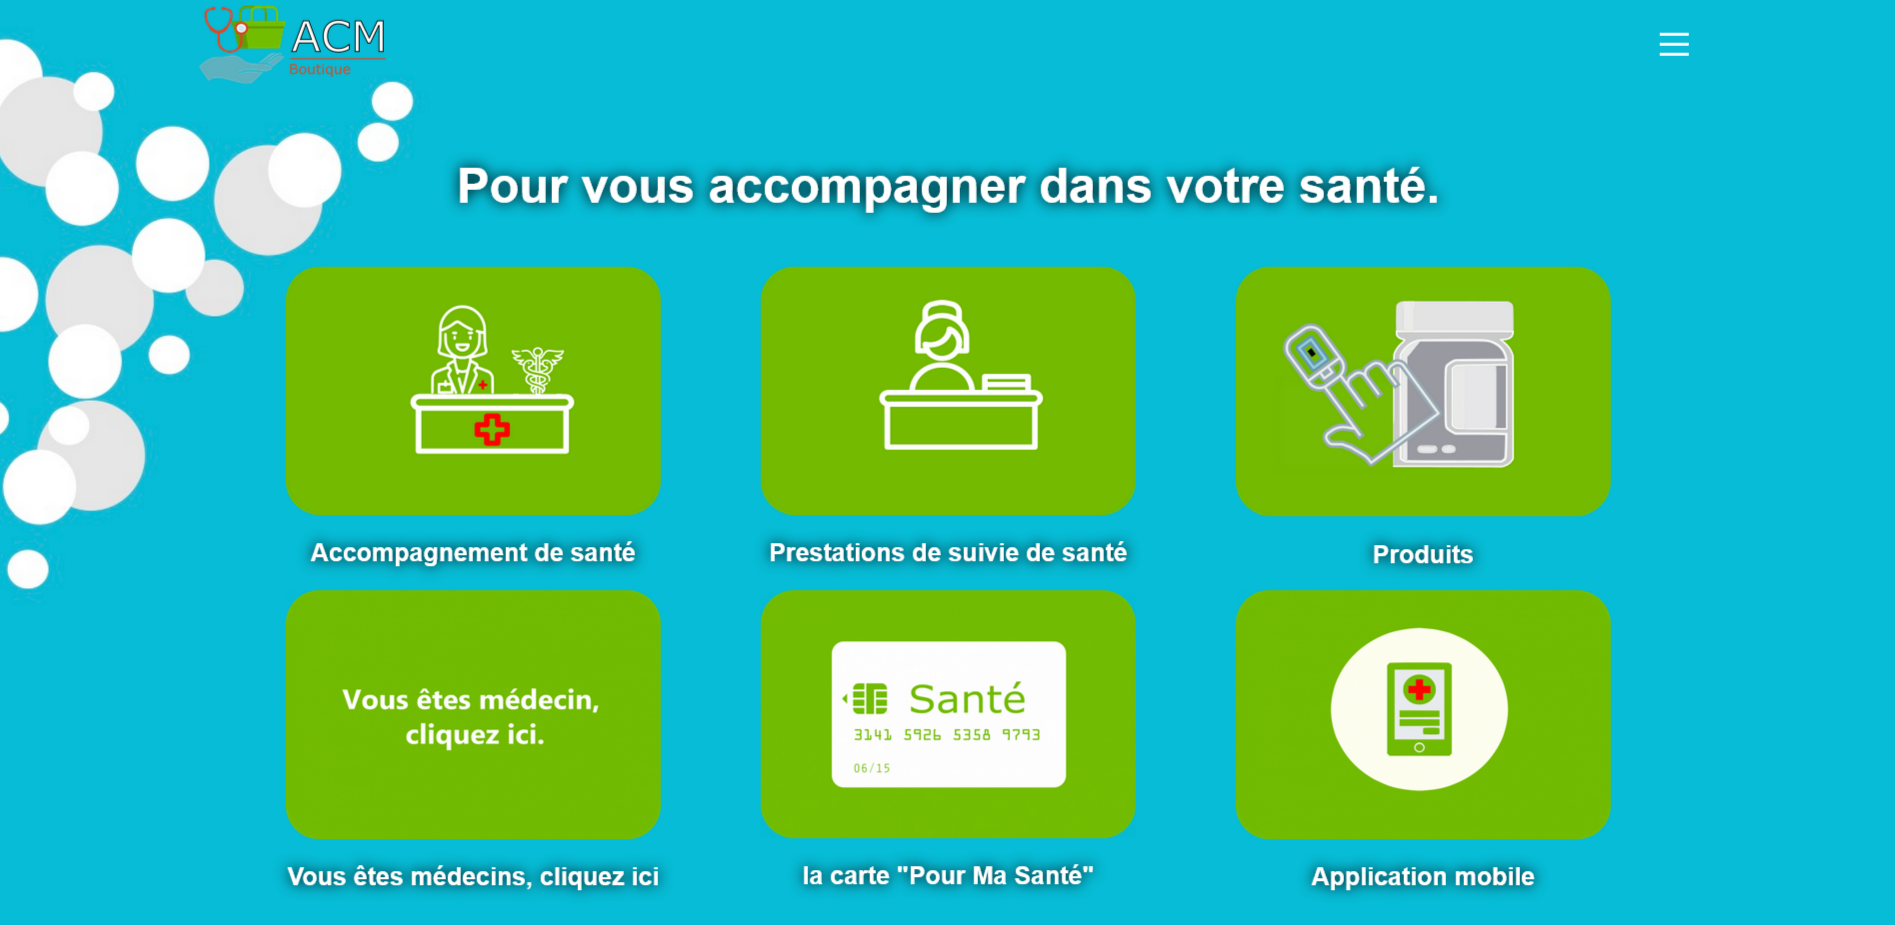 ACM
Boutique
Pour vous accompagner dans votre santé.
Accompagnement de santé
Prestations de suivie de santé
Produits
Vous êtes médecin,
cliquez ici.
Santé
3141 5926 5358 9793
06/15
Vous êtes médecins, cliquez ici
la carte "Pour Ma Santé"
Application mobile